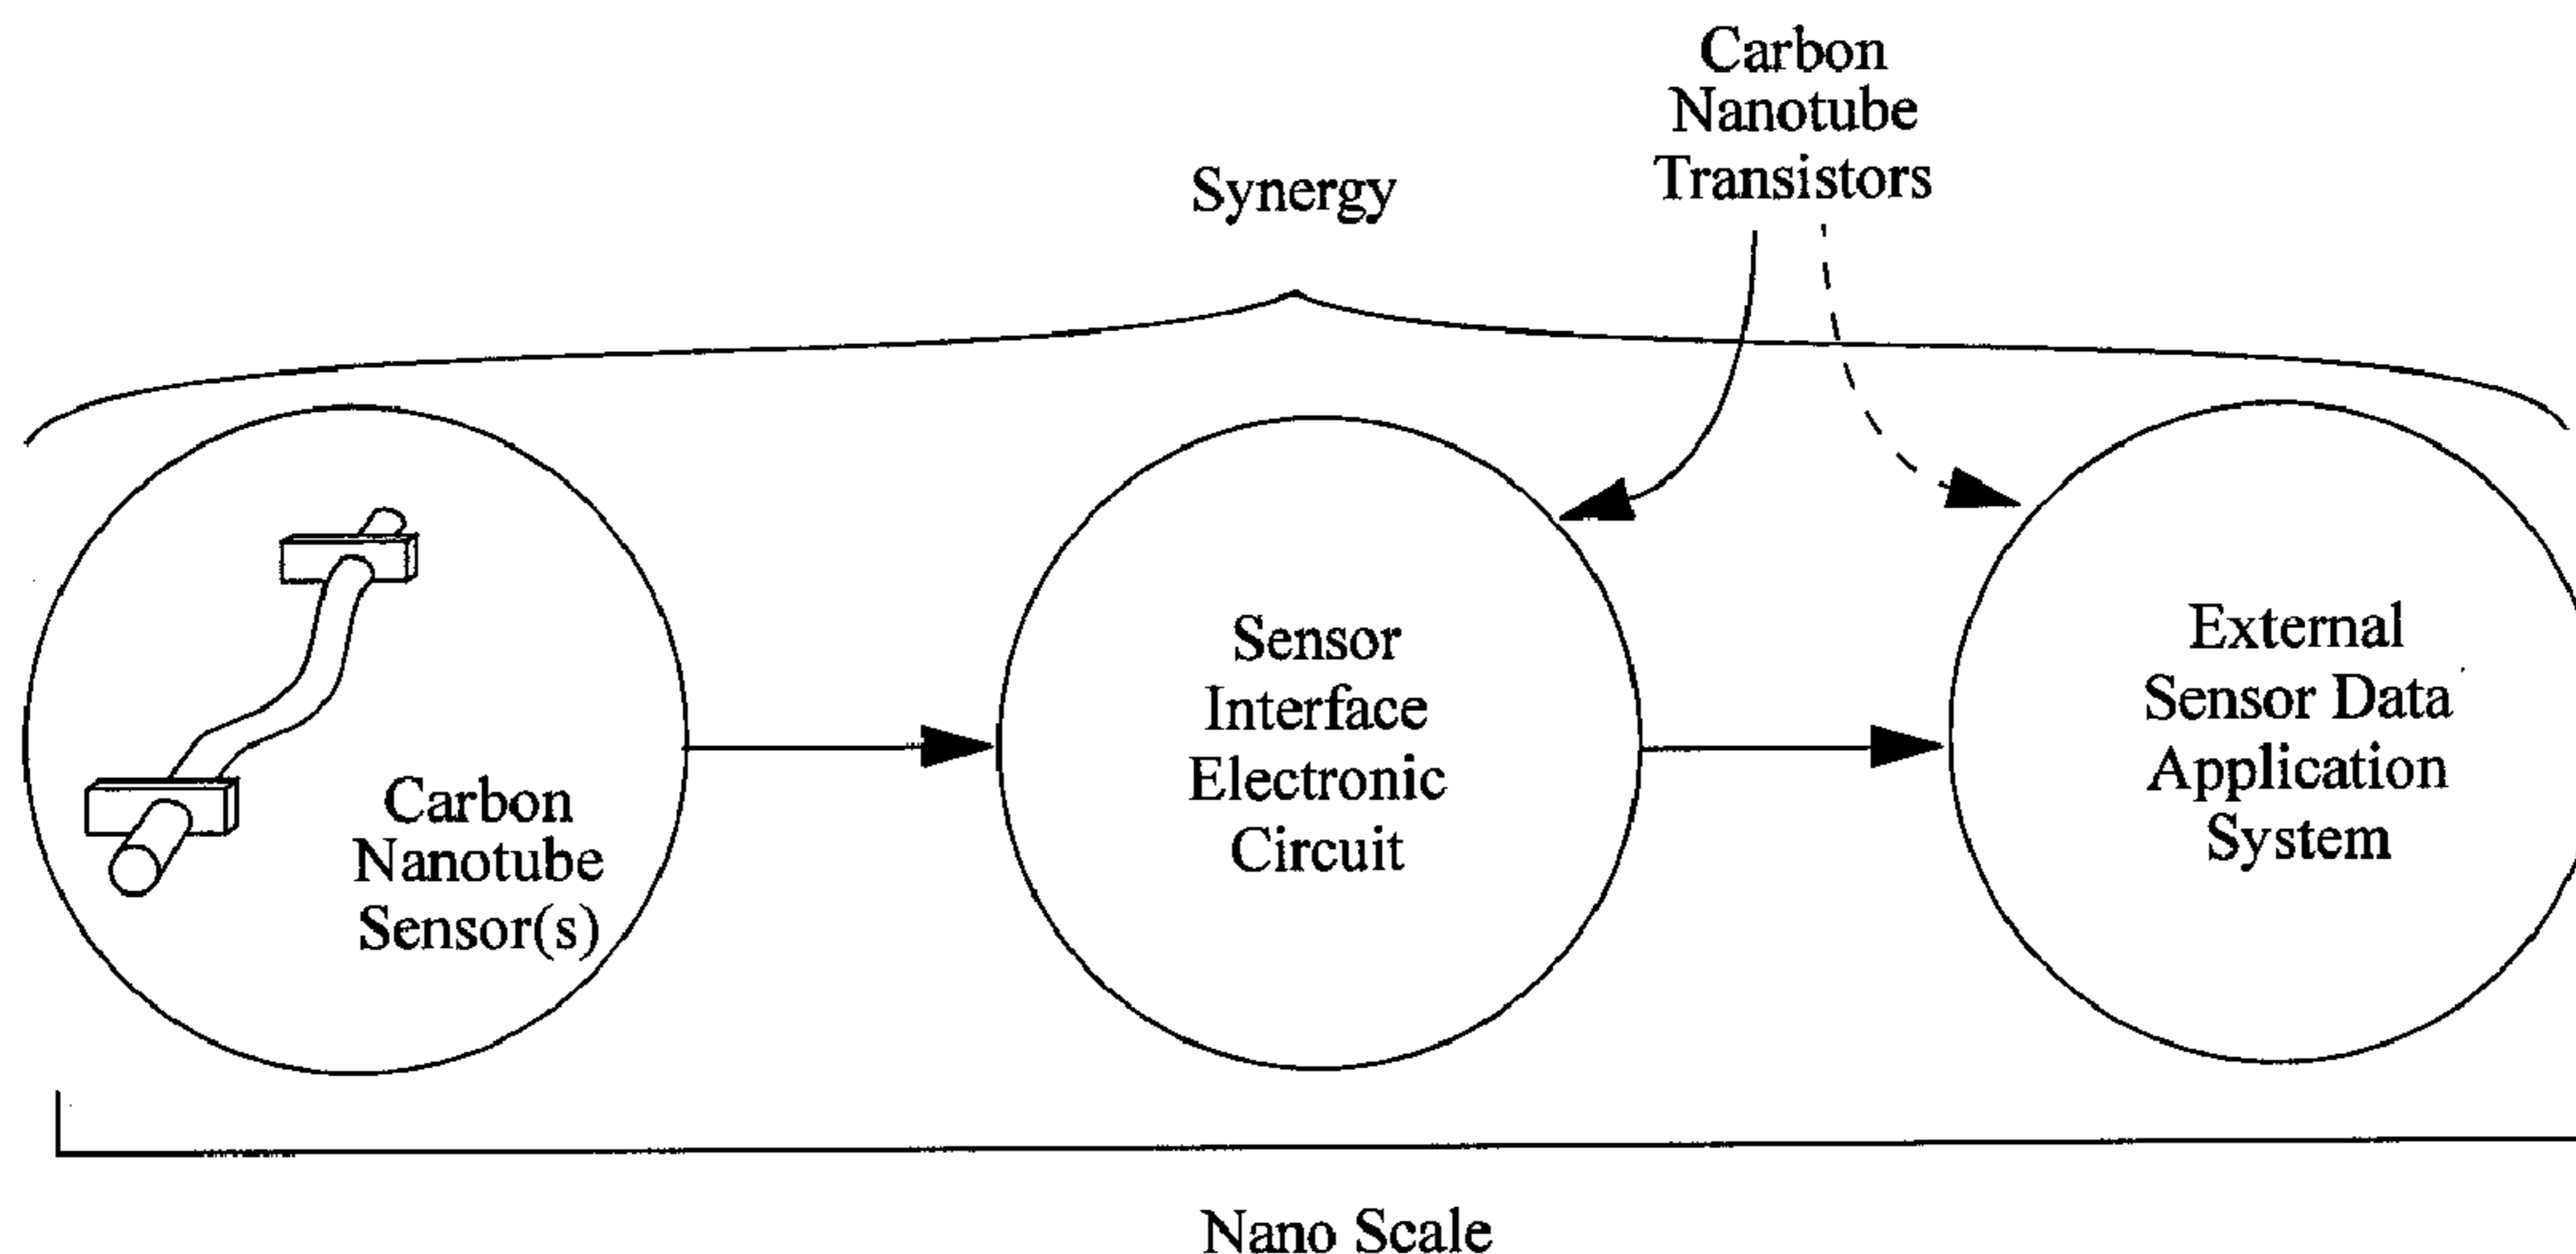 Carbon
Nanotube
Transistors
Synergy
Carbon
Nanotube
Sensor(s)
Sensor
Interface
Electronic
Circuit
External
Sensor Data
Application
System
Nano Scale